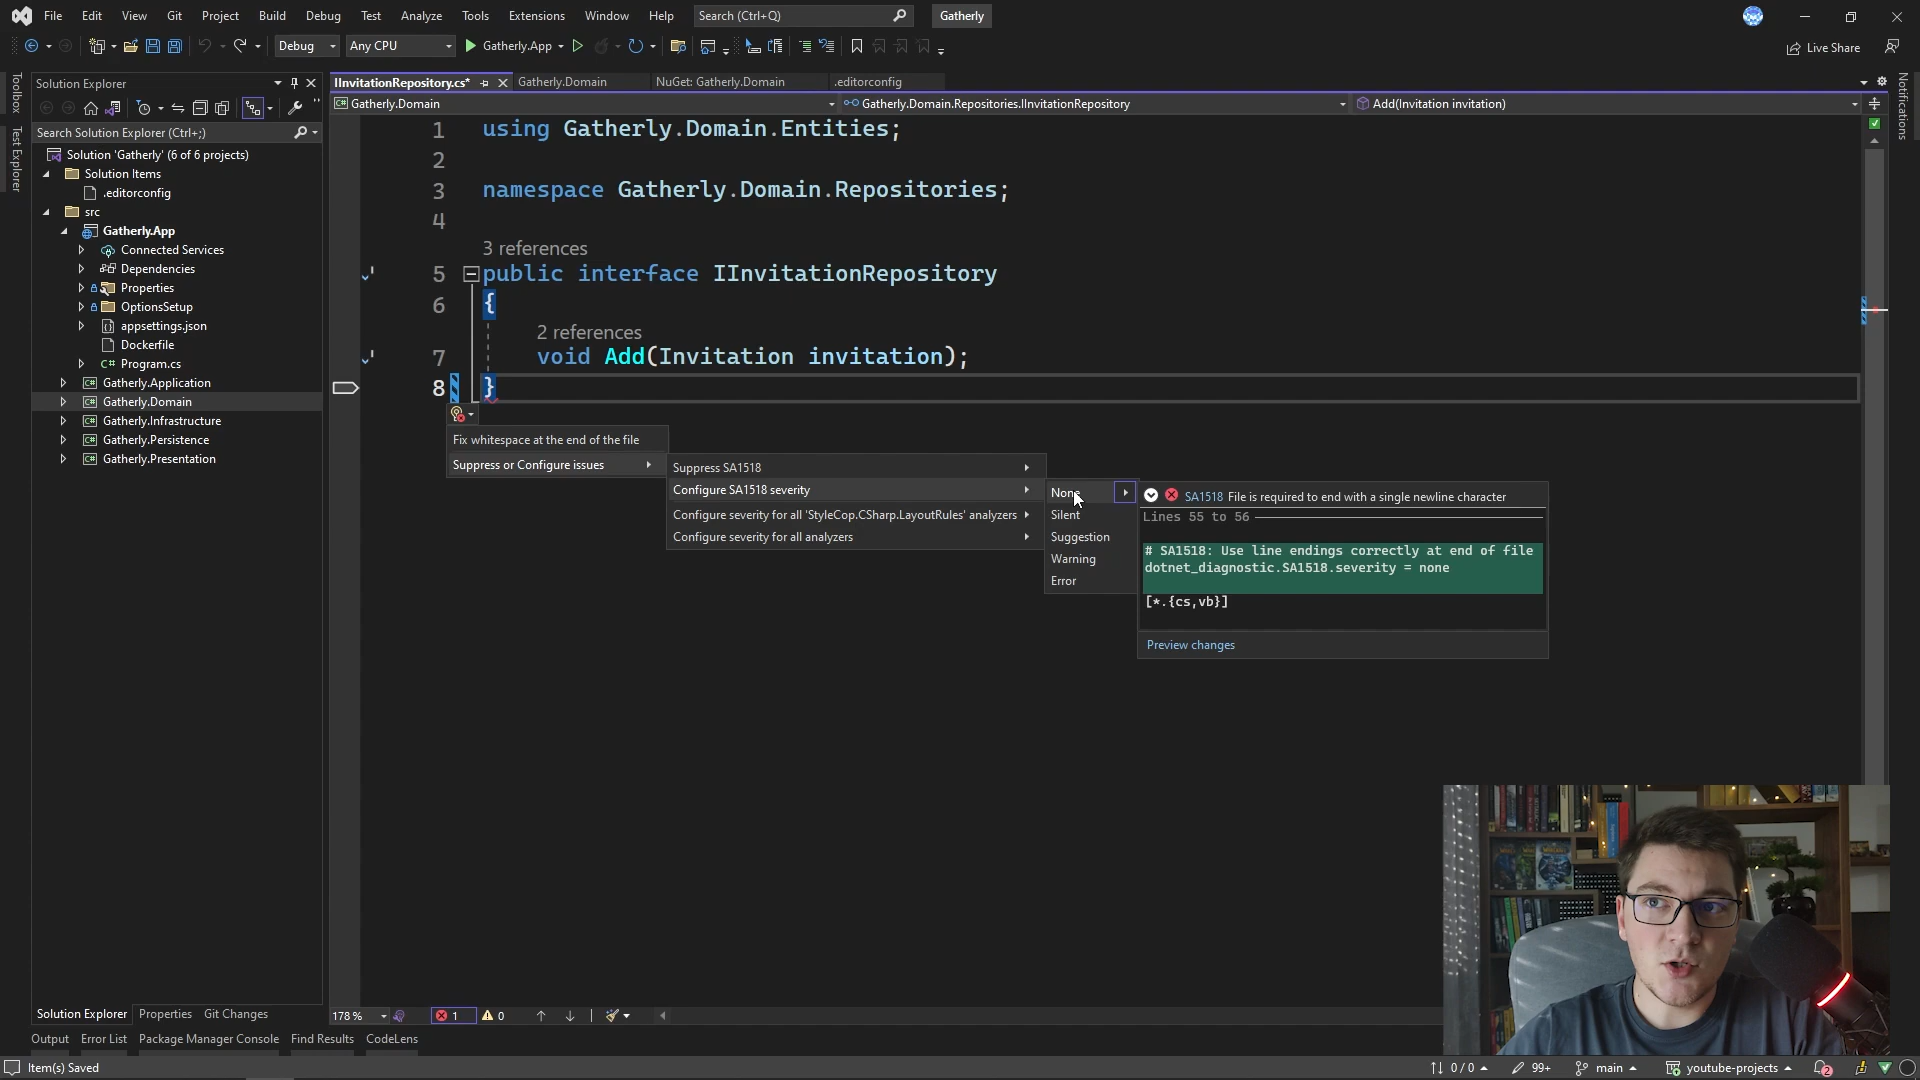 File Edit View Git Project Build Debug Test Analyze Tools Extensions Window Help Search (Ctrl+Q) Gatherly
Debug Any CPU Gatherly.App Live Share
Toolbox
Test Explorer
Notifications
Solution Explorer
Search Solution Explorer (Ctrl+;)
Solution 'Gatherly' (6 of 6 projects)
Solution Items
.editorconfig
src
Gatherly.App
Connected Services
Dependencies
Properties
OptionsSetup
appsettings.json
Dockerfile
C# Program.cs
C# Gatherly.Application
C# Gatherly.Domain
C# Gatherly.Infrastructure
C# Gatherly.Persistence
C# Gatherly.Presentation
IInvitationRepository.cs* Gatherly.Domain NuGet: Gatherly.Domain .editorconfig
C# Gatherly.Domain Gatherly.Domain.Repositories.IInvitationRepository Add(Invitation invitation)
1 using Gatherly.Domain.Entities;
2
3 namespace Gatherly.Domain.Repositories;
4
3 references
5 public interface IInvitationRepository
6 {
2 references
7 void Add(Invitation invitation);
8 }
Fix whitespace at the end of the file
Suppress or Configure issues
Suppress SA1518
Configure SA1518 severity
Configure severity for all 'StyleCop.CSharp.LayoutRules' analyzers
Configure severity for all analyzers
None
Silent
Suggestion
Warning
Error
SA1518 File is required to end with a single newline character
Lines 55 to 56
# SA1518: Use line endings correctly at end of file
dotnet_diagnostic.SA1518.severity = none
[*.{cs,vb}]
Preview changes
178 % 1 0
Solution Explorer Properties Git Changes
Output Error List Package Manager Console Find Results CodeLens
Item(s) Saved 0 / 0 99+ main youtube-projects 2